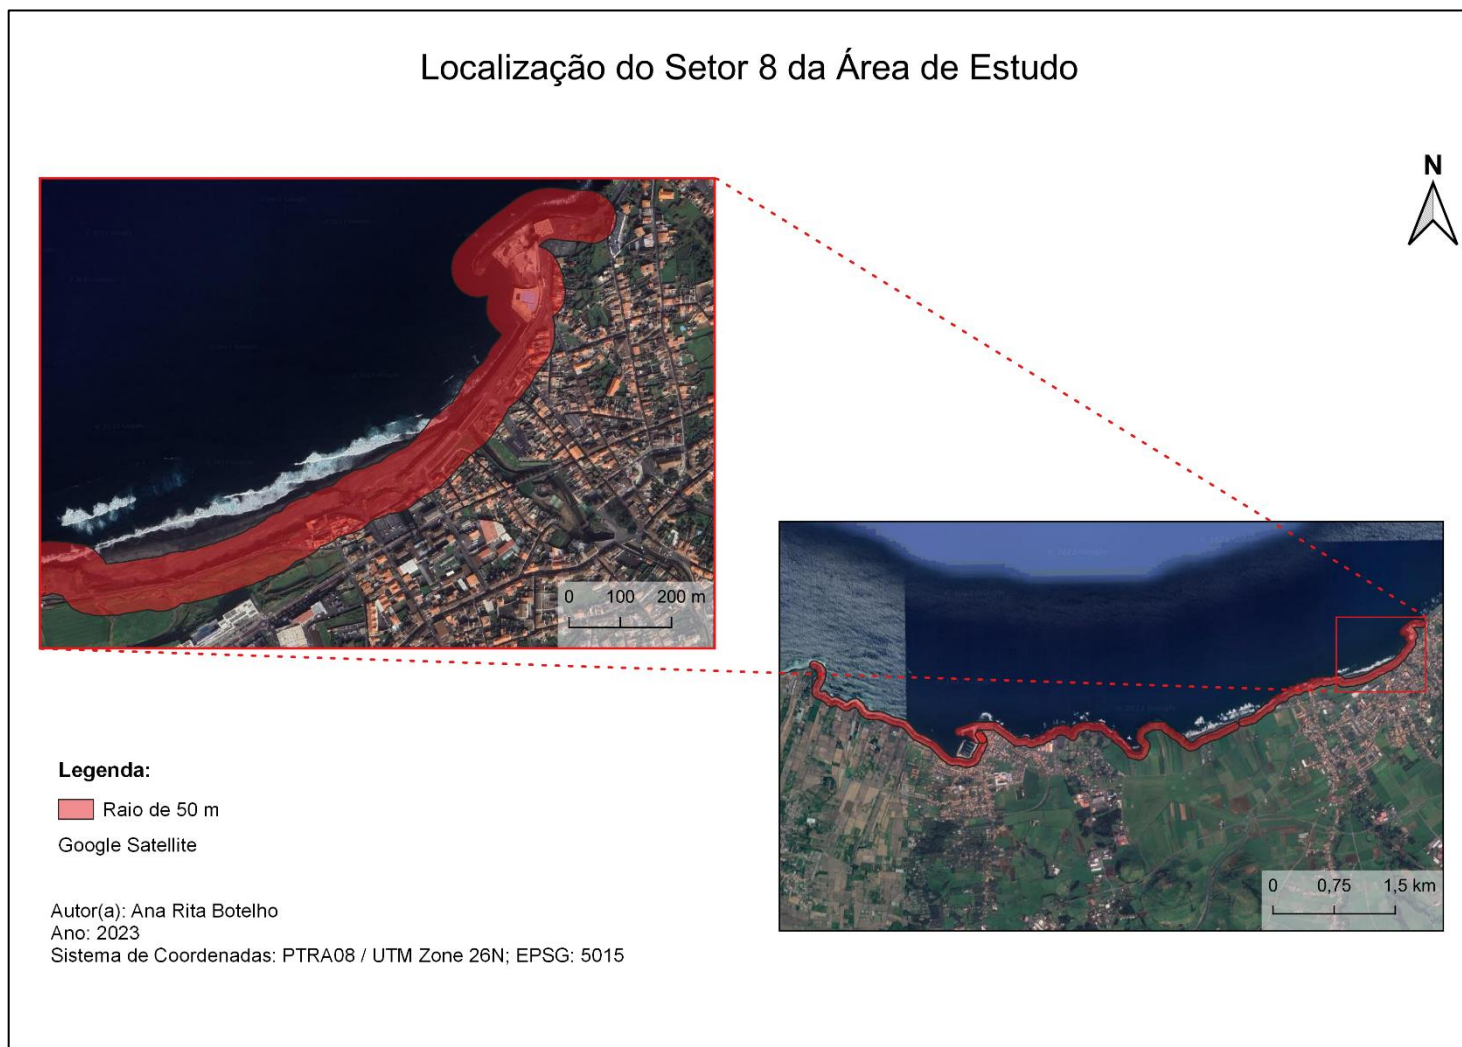 Localização do Setor 8 da Área de Estudo
N
0 100 200 m
0 0,75 1,5 km
Legenda:
Raio de 50 m
Google Satellite
Autor(a): Ana Rita Botelho
Ano: 2023
Sistema de Coordenadas: PTRA08 / UTM Zone 26N; EPSG: 5015